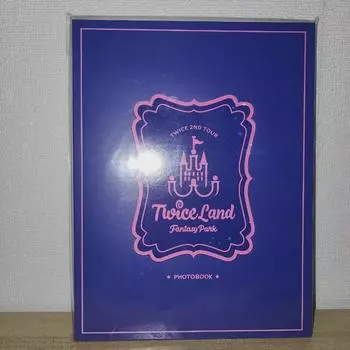 TWICE 2ND TOUR
TwiceLand
Fantasy Park
PHOTOBOOK